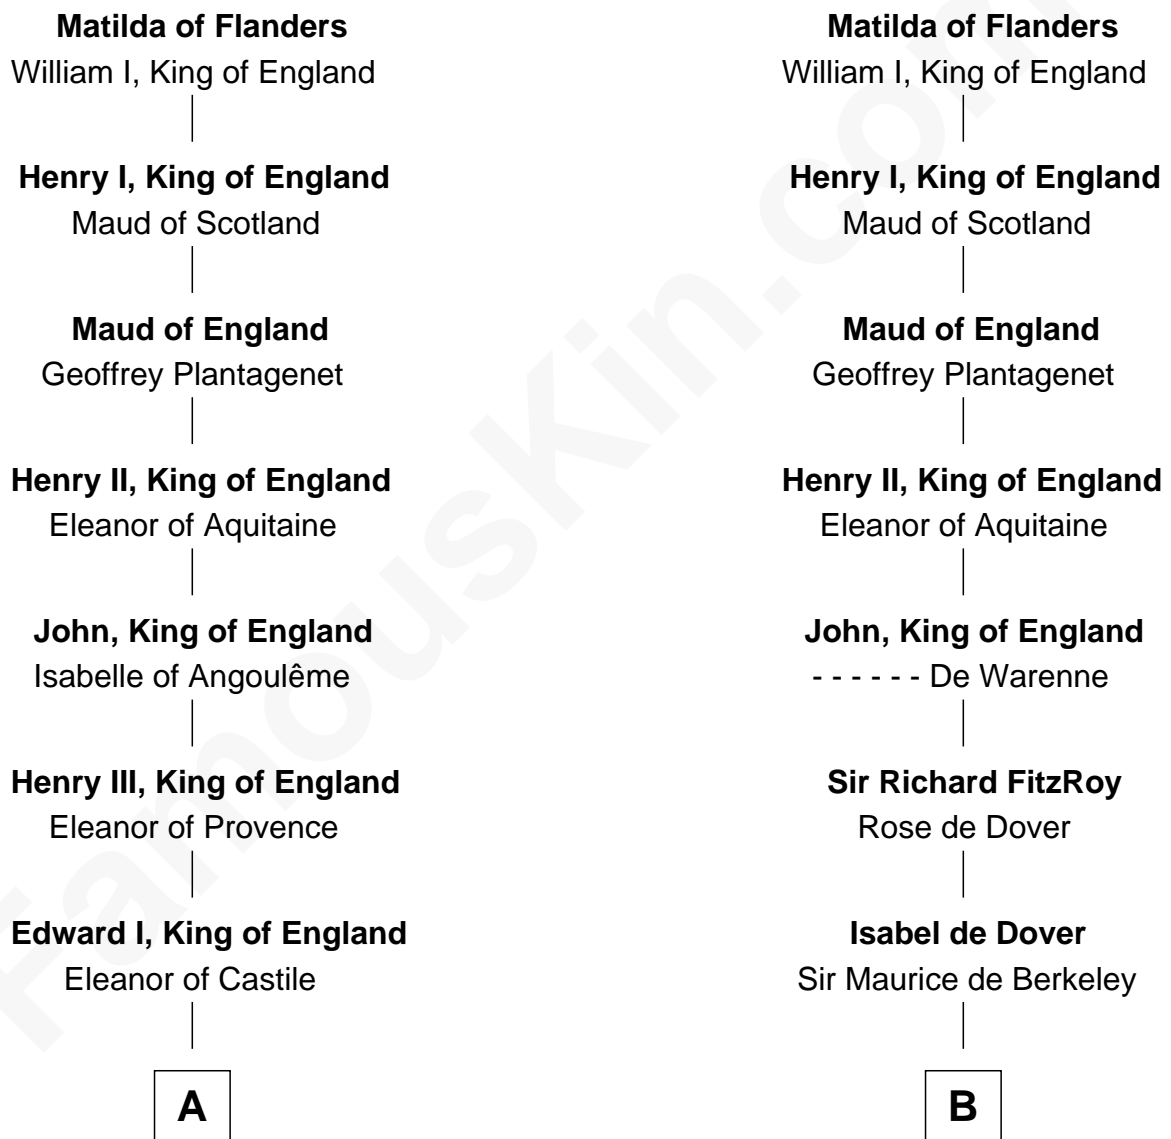 Matilda of Flanders
William I, King of England
Henry I, King of England
Maud of Scotland
Maud of England
Geoffrey Plantagenet
Henry II, King of England
Eleanor of Aquitaine
John, King of England
Isabelle of Angoulême
Henry III, King of England
Eleanor of Provence
Edward I, King of England
Eleanor of Castile
A
Matilda of Flanders
William I, King of England
Henry I, King of England
Maud of Scotland
Maud of England
Geoffrey Plantagenet
Henry II, King of England
Eleanor of Aquitaine
John, King of England
- - - - - - De Warenne
Sir Richard FitzRoy
Rose de Dover
Isabel de Dover
Sir Maurice de Berkeley
B
FamousKin.com